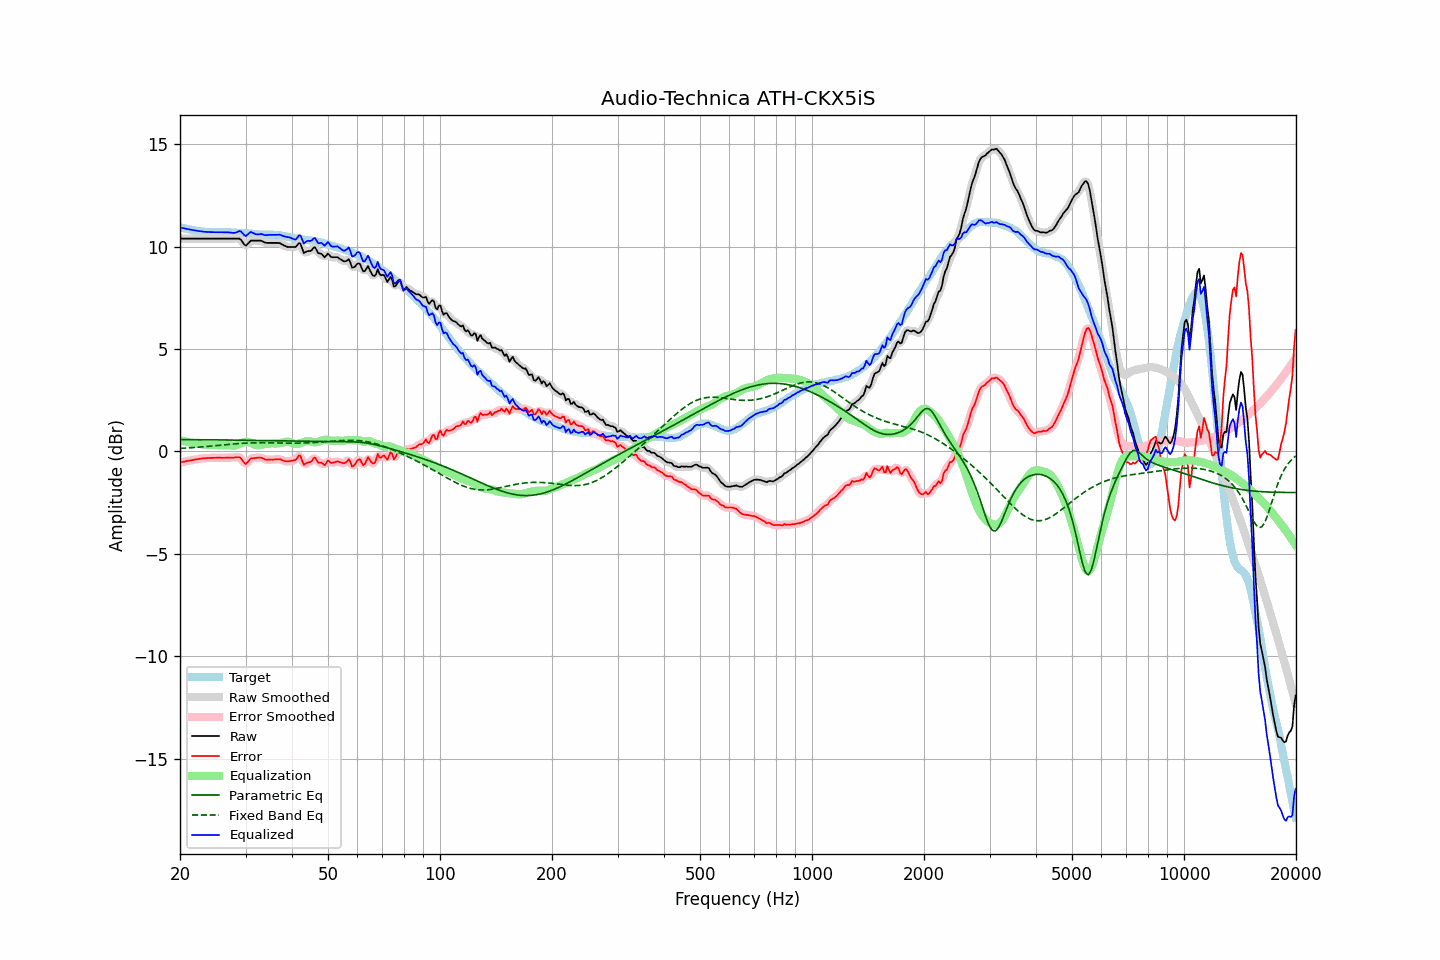 Audio-Technica ATH-CKX5iS
Amplitude (dBr)
15
10
5
0
−5
−10
−15
Target
Raw Smoothed
Error Smoothed
Raw
Error
Equalization
Parametric Eq
Fixed Band Eq
Equalized
20 50 100 200 500 1000 2000 5000 10000 20000
Frequency (Hz)